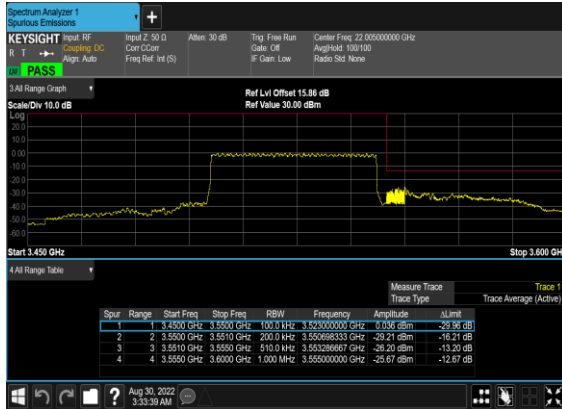 Spectrum Analyzer 1
Spurious Emissions
+
KEYSIGHT Input: RF Input Z: 50 Ω Atten: 30 dB Trig: Free Run Center Freq: 22.005000000 GHz
R T Coupling: DC Corr CCorr Gate: Off Avg|Hold: 100/100
Align: Auto Freq Ref: Int (S) IF Gain: Low Radio Std: None
LXI PASS
3 All Range Graph
Ref Lvl Offset 15.86 dB
Scale/Div 10.0 dB Ref Value 30.00 dBm
Log
20.0
10.0
0.00
-10.0
-20.0
-30.0
-40.0
-50.0
-60.0
Start 3.450 GHz Stop 3.600 GHz
4 All Range Table
Measure Trace Trace 1
Trace Type Trace Average (Active)
Spur Range Start Freq Stop Freq RBW Frequency Amplitude ΔLimit
1 1 3.4500 GHz 3.5500 GHz 100.0 kHz 3.523000000 GHz 0.036 dBm -29.96 dB
2 2 3.5500 GHz 3.5510 GHz 200.0 kHz 3.550698333 GHz -29.21 dBm -16.21 dB
3 3 3.5510 GHz 3.5550 GHz 510.0 kHz 3.553286667 GHz -26.20 dBm -13.20 dB
4 4 3.5550 GHz 3.6000 GHz 1.000 MHz 3.555000000 GHz -25.67 dBm -12.67 dB
? Aug 30, 2022
3:33:39 AM